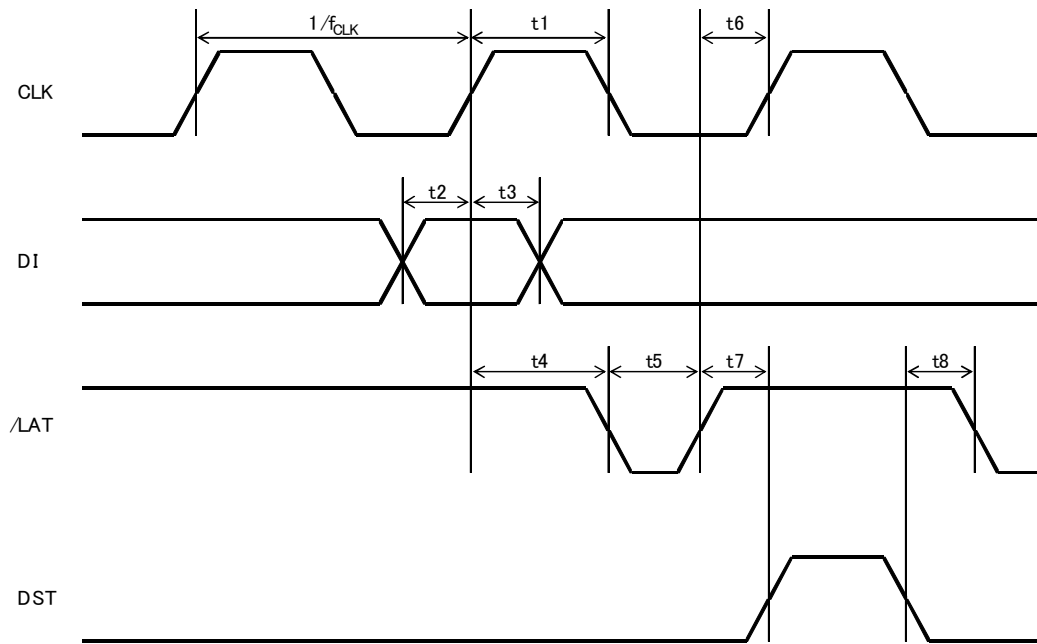 1/fCLK t1 t6
CLK
t2 t3
DI
t4 t5 t7 t8
/LAT
DST